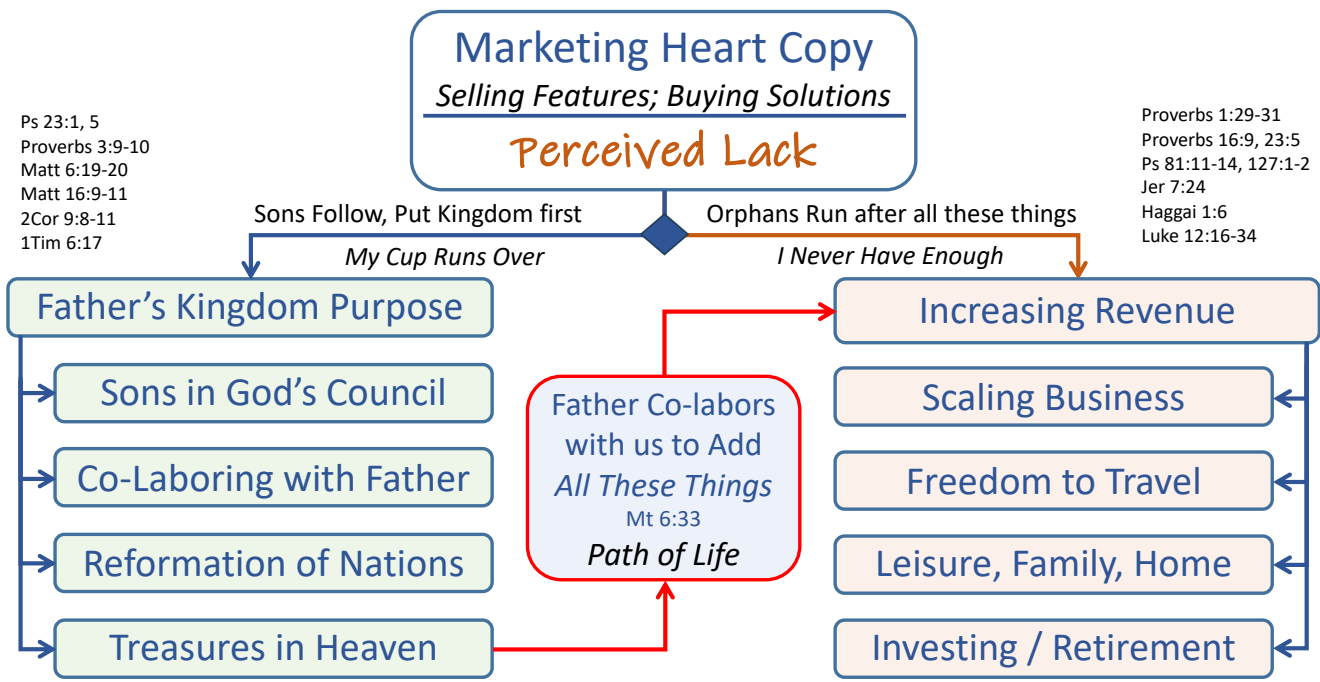 Marketing Heart Copy
Selling Features; Buying Solutions
Perceived Lack
Ps 23:1, 5
Proverbs 3:9-10
Matt 6:19-20
Matt 16:9-11
2Cor 9:8-11
1Tim 6:17
Proverbs 1:29-31
Proverbs 16:9, 23:5
Ps 81:11-14, 127:1-2
Jer 7:24
Haggai 1:6
Luke 12:16-34
Sons Follow, Put Kingdom first
My Cup Runs Over
Orphans Run after all these things
I Never Have Enough
Father's Kingdom Purpose
Sons in God's Council
Co-Laboring with Father
Reformation of Nations
Treasures in Heaven
Father Co-labors
with us to Add
All These Things
Mt 6:33
Path of Life
Increasing Revenue
Scaling Business
Freedom to Travel
Leisure, Family, Home
Investing / Retirement